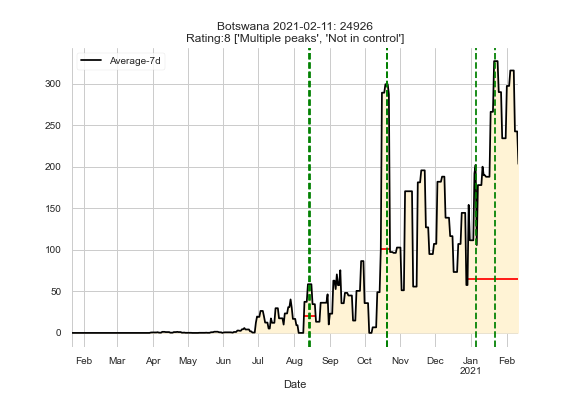 Botswana 2021-02-11: 24926
Rating:8 ['Multiple peaks', 'Not in control']
Average-7d
300
250
200
150
100
50
0
Feb Mar Apr May Jun Jul Aug Sep Oct Nov Dec Jan Feb
2021
Date